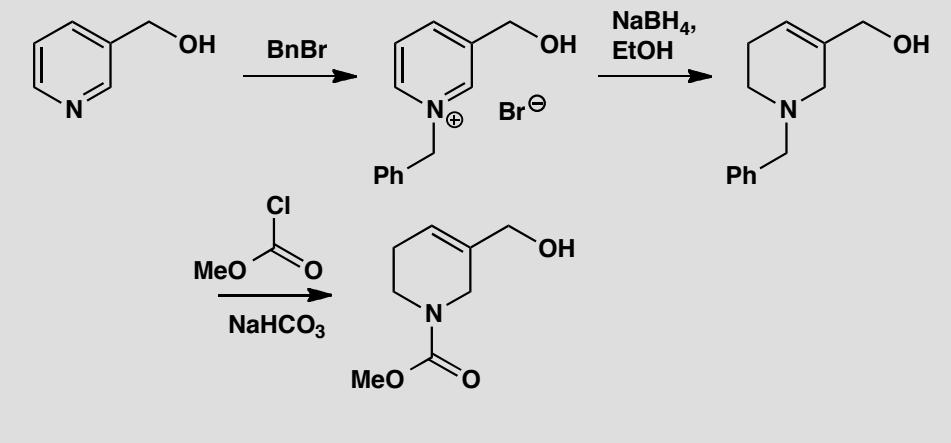 OH
N
BnBr
OH
N
⊕
Br⊖
Ph
NaBH₄,
EtOH
OH
N
Ph
Cl
MeO
O
NaHCO₃
OH
N
MeO
O